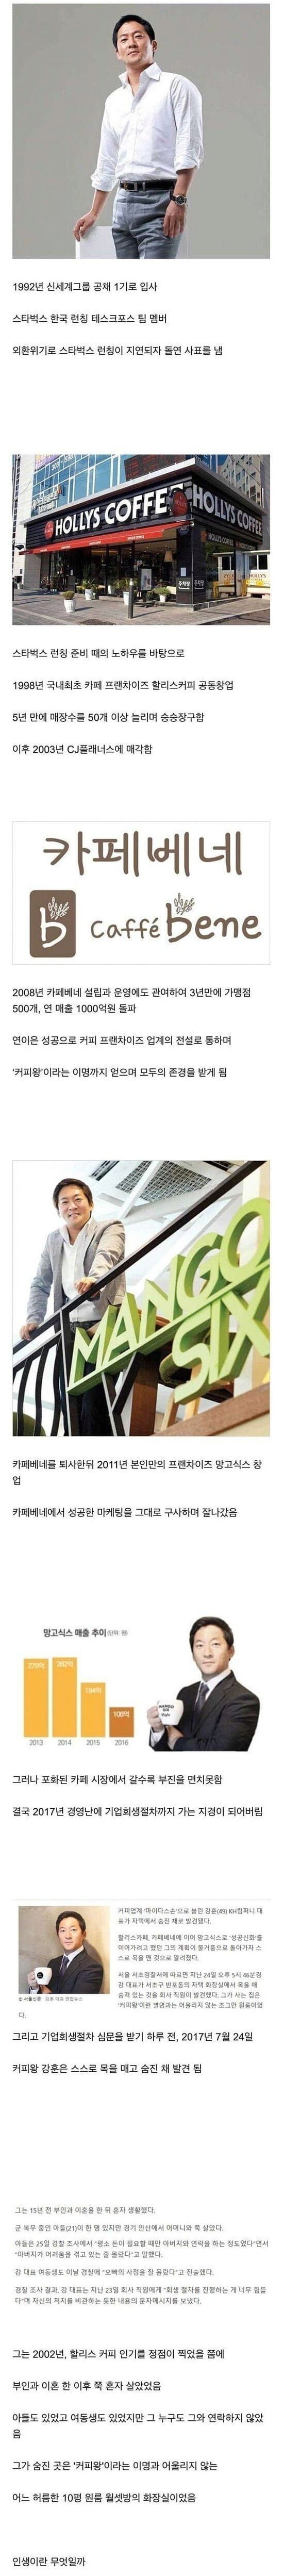 1992년 신세계그룹 공채 1기로 입사
스타벅스 한국 런칭 테스크포스 팀 멤버
외환위기로 스타벅스 런칭이 지연되자 돌연 사표를 냄
HOLLYS COFFEE
HOLLYS COFFEE
스타벅스 런칭 준비 때의 노하우를 바탕으로
1998년 국내최초 카페 프랜차이즈 할리스커피 공동창업
5년 만에 매장수를 50개 이상 늘리며 승승장구함
이후 2003년 CJ플래너스에 매각함
카페베네
b caffé bene
2008년 카페베네 설립과 운영에도 관여하여 3년만에 가맹점
500개, 연 매출 1000억원 돌파
연이은 성공으로 커피 프랜차이즈 업계의 전설로 통하며
'커피왕'이라는 이명까지 얻으며 모두의 존경을 받게 됨
MANGO
SIX
카페베네를 퇴사한뒤 2011년 본인만의 프랜차이즈 망고식스 창
업
카페베네에서 성공한 마케팅을 그대로 구사하며 잘나갔음
망고식스 매출 추이(단위: 원)
2013 2014 2015 2016
그러나 포화된 카페 시장에서 갈수록 부진을 면치못함
결국 2017년 경영난에 기업회생절차까지 가는 지경이 되어버림
커피업계 '마이다스손'으로 불린 강훈(49) KH컴퍼니 대
표가 자택에서 숨진 채로 발견됐다.
할리스카페, 카페베네에 이어 망고식스로 '성공신화'를
이어가려고 했던 그의 계획이 물거품으로 돌아가자 스
스로 목을 맨 것으로 알려졌다.
서울 서초경찰서에 따르면 지난 24일 오후 5시 46분경
강 대표가 서초구 반포동의 자택 화장실에서 목을 매
숨져 있는 것을 회사 직원이 발견했다. 그가 사는 집은
'커피왕'이란 별명과는 어울리지 않는 조그만 원룸이었
다.
그리고 기업회생절차 심문을 받기 하루 전, 2017년 7월 24일
커피왕 강훈은 스스로 목을 매고 숨진 채 발견 됨
그는 15년 전 부인과 이혼을 한 뒤 혼자 생활했다.
군 복무 중인 아들(21)이 한 명 있지만 경기 안산에서 어머니와 쭉 살았다.
아들은 25일 경찰 조사에서 "평소 돈이 필요할 때만 아버지와 연락을 하는 정도였다"면서
"아버지가 어려움을 겪고 있는 줄 몰랐다"고 말했다.
강 대표 여동생도 이날 경찰에 "오빠의 사정을 잘 몰랐다"고 진술했다.
경찰 조사 결과, 강 대표는 지난 23일 회사 직원에게 "회생 절차를 진행하는 게 너무 힘들
다"며 자신의 처지를 비관하는 듯한 내용의 문자메시지를 보냈다.
그는 2002년, 할리스 커피 인기를 정점이 찍었을 쯤에
부인과 이혼 한 이후 쭉 혼자 살았었음
아들도 있었고 여동생도 있었지만 그 누구도 그와 연락하지 않았
음
그가 숨진 곳은 '커피왕'이라는 이명과 어울리지 않는
어느 허름한 10평 원룸 월셋방의 화장실이었음
인생이란 무엇일까